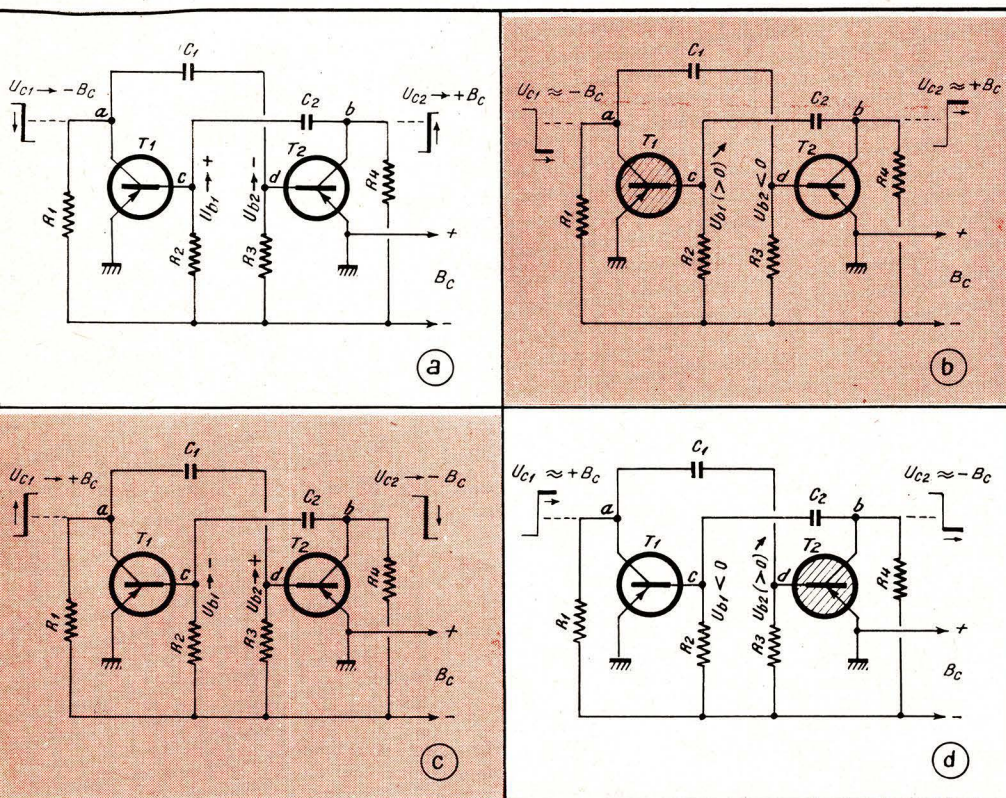 C1
Uc1 → -Bc
a
C2
b
Uc2 → +Bc
T1
c
Ub1 → +
Ub2 → -
d
T2
R1
R2
R3
R4
+
Bc
-
a
C1
Uc1 ≈ -Bc
a
C2
b
Uc2 ≈ +Bc
T1
c
Ub1 (>0)
Ub2 < 0
d
T2
R1
R2
R3
R4
+
Bc
-
b
C1
Uc1 → +Bc
a
C2
b
Uc2 → -Bc
T1
c
Ub1 → -
Ub2 → +
d
T2
R1
R2
R3
R4
+
Bc
-
c
C1
Uc1 ≈ +Bc
a
C2
b
Uc2 ≈ -Bc
T1
c
Ub1 < 0
Ub2 (>0)
d
T2
R1
R2
R3
R4
+
Bc
-
d